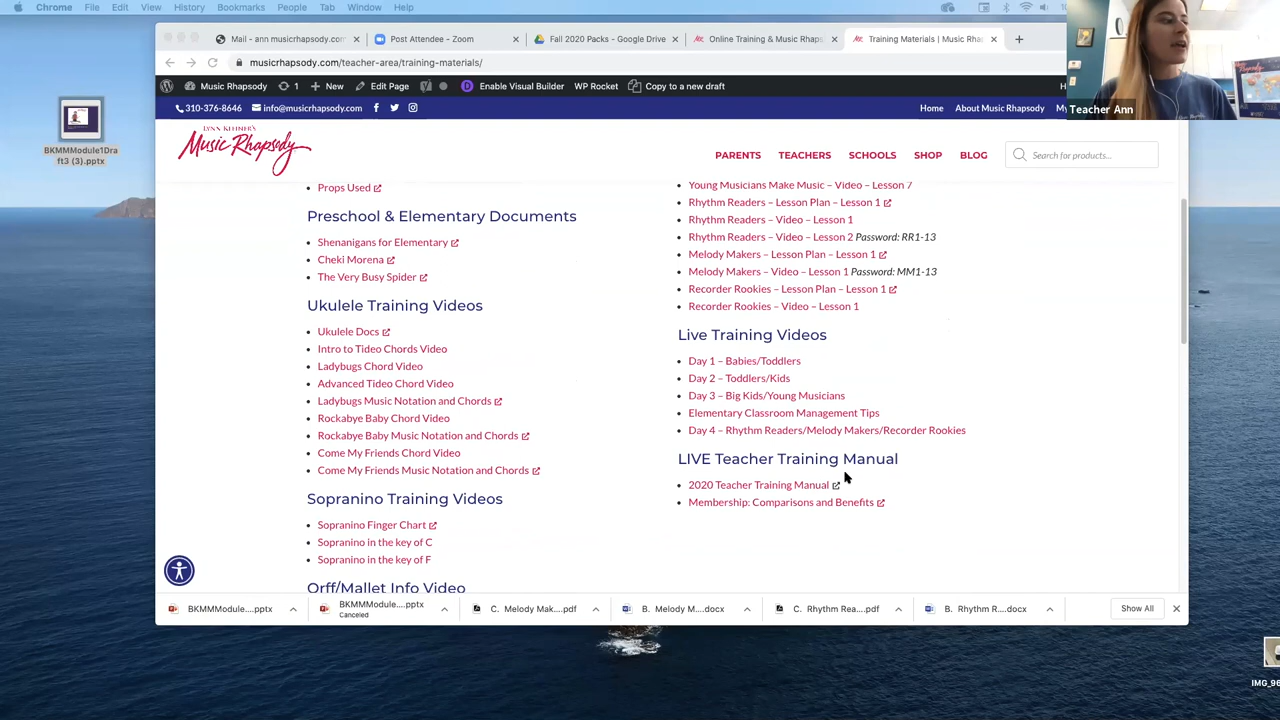 Chrome File Edit View History Bookmarks People Tab Window Help
Mail - ann musicrhapsody.com
Post Attendee - Zoom
Fall 2020 Packs - Google Drive
Online Training & Music Rhaps
Training Materials | Music Rha
musicrhapsody.com/teacher-area/training-materials/
Music Rhapsody 1 New Edit Page Enable Visual Builder WP Rocket Copy to a new draft
310-376-8646 info@musicrhapsody.com Home About Music Rhapsody My
LYNN KLEINER'S
Music Rhapsody
PARENTS TEACHERS SCHOOLS SHOP BLOG Search for products...
Teacher Ann
BKMMModule1Dra
ft3 (3).pptx
Props Used
Preschool & Elementary Documents
Shenanigans for Elementary
Cheki Morena
The Very Busy Spider
Ukulele Training Videos
Ukulele Docs
Intro to Tideo Chords Video
Ladybugs Chord Video
Advanced Tideo Chord Video
Ladybugs Music Notation and Chords
Rockabye Baby Chord Video
Rockabye Baby Music Notation and Chords
Come My Friends Chord Video
Come My Friends Music Notation and Chords
Sopranino Training Videos
Sopranino Finger Chart
Sopranino in the key of C
Sopranino in the key of F
Orff/Mallet Info Video
Young Musicians Make Music – Video – Lesson 7
Rhythm Readers – Lesson Plan – Lesson 1
Rhythm Readers – Video – Lesson 1
Rhythm Readers – Video – Lesson 2 Password: RR1-13
Melody Makers – Lesson Plan – Lesson 1
Melody Makers – Video – Lesson 1 Password: MM1-13
Recorder Rookies – Lesson Plan – Lesson 1
Recorder Rookies – Video – Lesson 1
Live Training Videos
Day 1 – Babies/Toddlers
Day 2 – Toddlers/Kids
Day 3 – Big Kids/Young Musicians
Elementary Classroom Management Tips
Day 4 – Rhythm Readers/Melody Makers/Recorder Rookies
LIVE Teacher Training Manual
2020 Teacher Training Manual
Membership: Comparisons and Benefits
BKMMModule....pptx
BKMMModule....pptx
Canceled
C. Melody Mak....pdf
B. Melody M....docx
C. Rhythm Rea....pdf
B. Rhythm R....docx
Show All
IMG_96